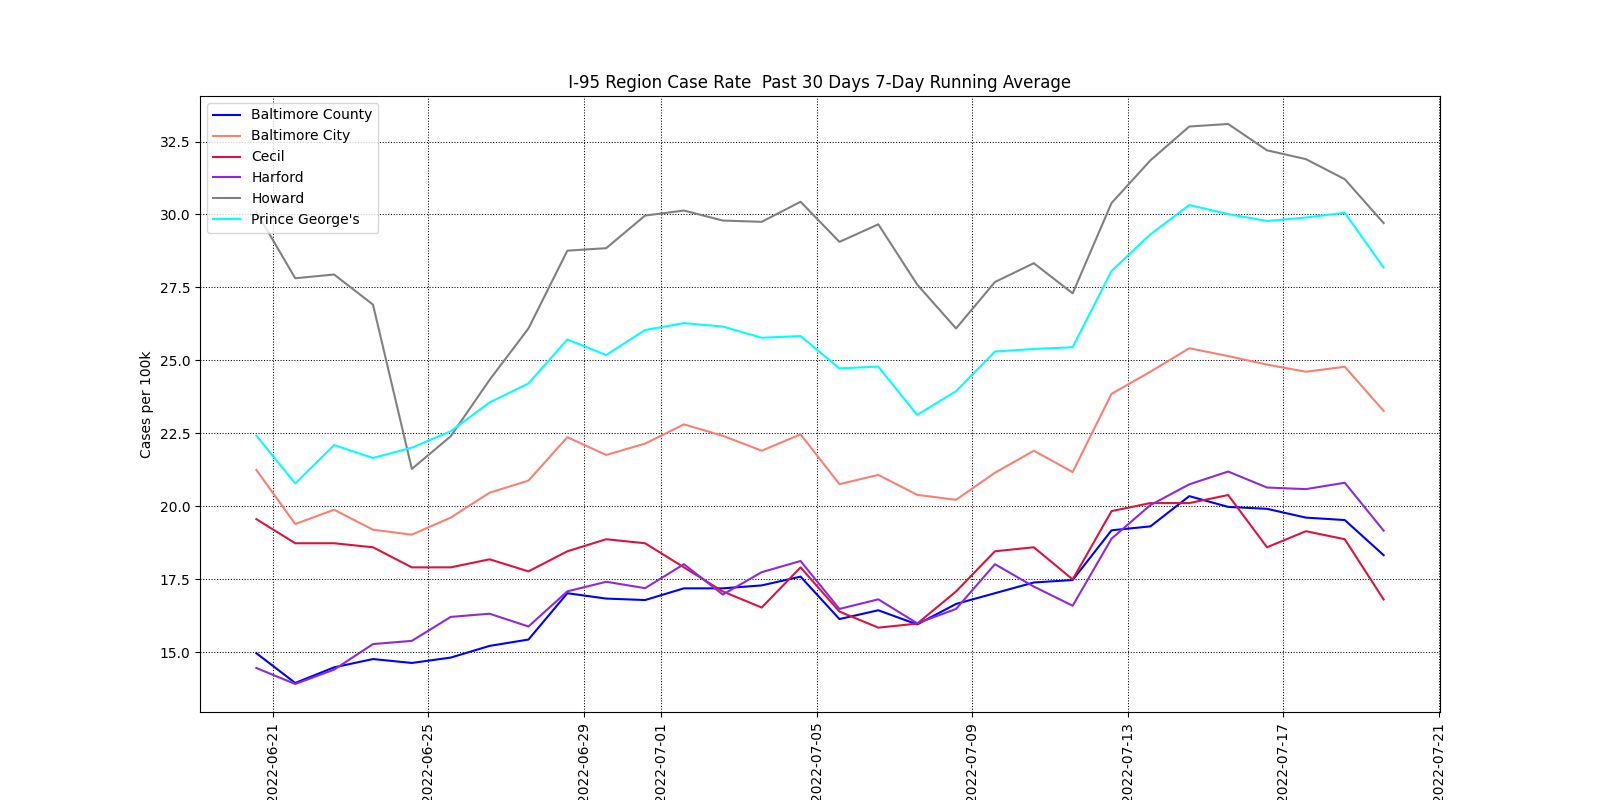 I-95 Region Case Rate  Past 30 Days 7-Day Running Average
Baltimore County
Baltimore City
Cecil
Harford
Howard
Prince George's
Cases per 100k
32.5
30.0
27.5
25.0
22.5
20.0
17.5
15.0
2022-06-21
2022-06-25
2022-06-29
2022-07-01
2022-07-05
2022-07-09
2022-07-13
2022-07-17
2022-07-21